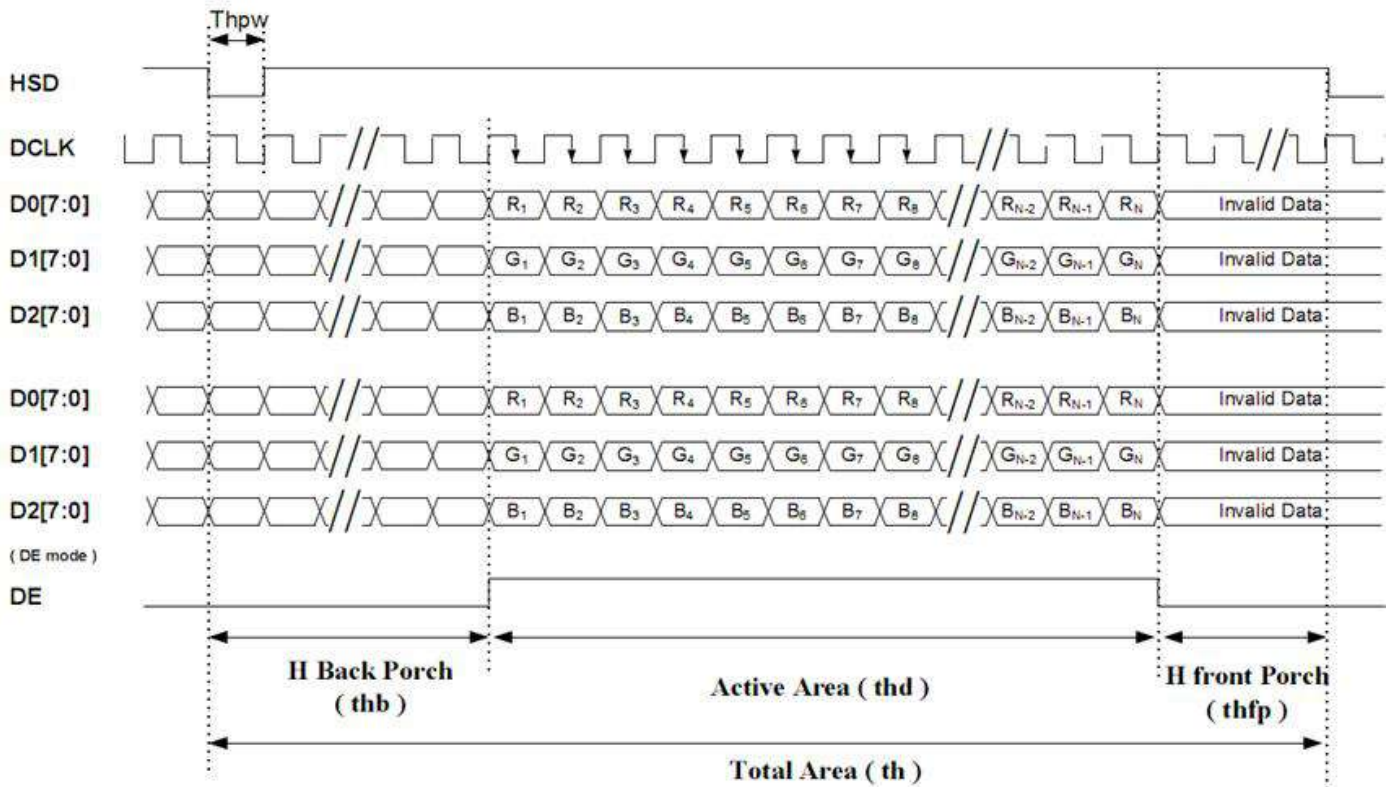 Thpw
HSD
DCLK
D0[7:0] R1 R2 R3 R4 R5 R6 R7 R8 RN-2 RN-1 RN Invalid Data
D1[7:0] G1 G2 G3 G4 G5 G6 G7 G8 GN-2 GN-1 GN Invalid Data
D2[7:0] B1 B2 B3 B4 B5 B6 B7 B8 BN-2 BN-1 BN Invalid Data
D0[7:0] R1 R2 R3 R4 R5 R6 R7 R8 RN-2 RN-1 RN Invalid Data
D1[7:0] G1 G2 G3 G4 G5 G6 G7 G8 GN-2 GN-1 GN Invalid Data
D2[7:0] B1 B2 B3 B4 B5 B6 B7 B8 BN-2 BN-1 BN Invalid Data
( DE mode )
DE
H Back Porch
( thb )
Active Area ( thd )
H front Porch
( thfp )
Total Area ( th )